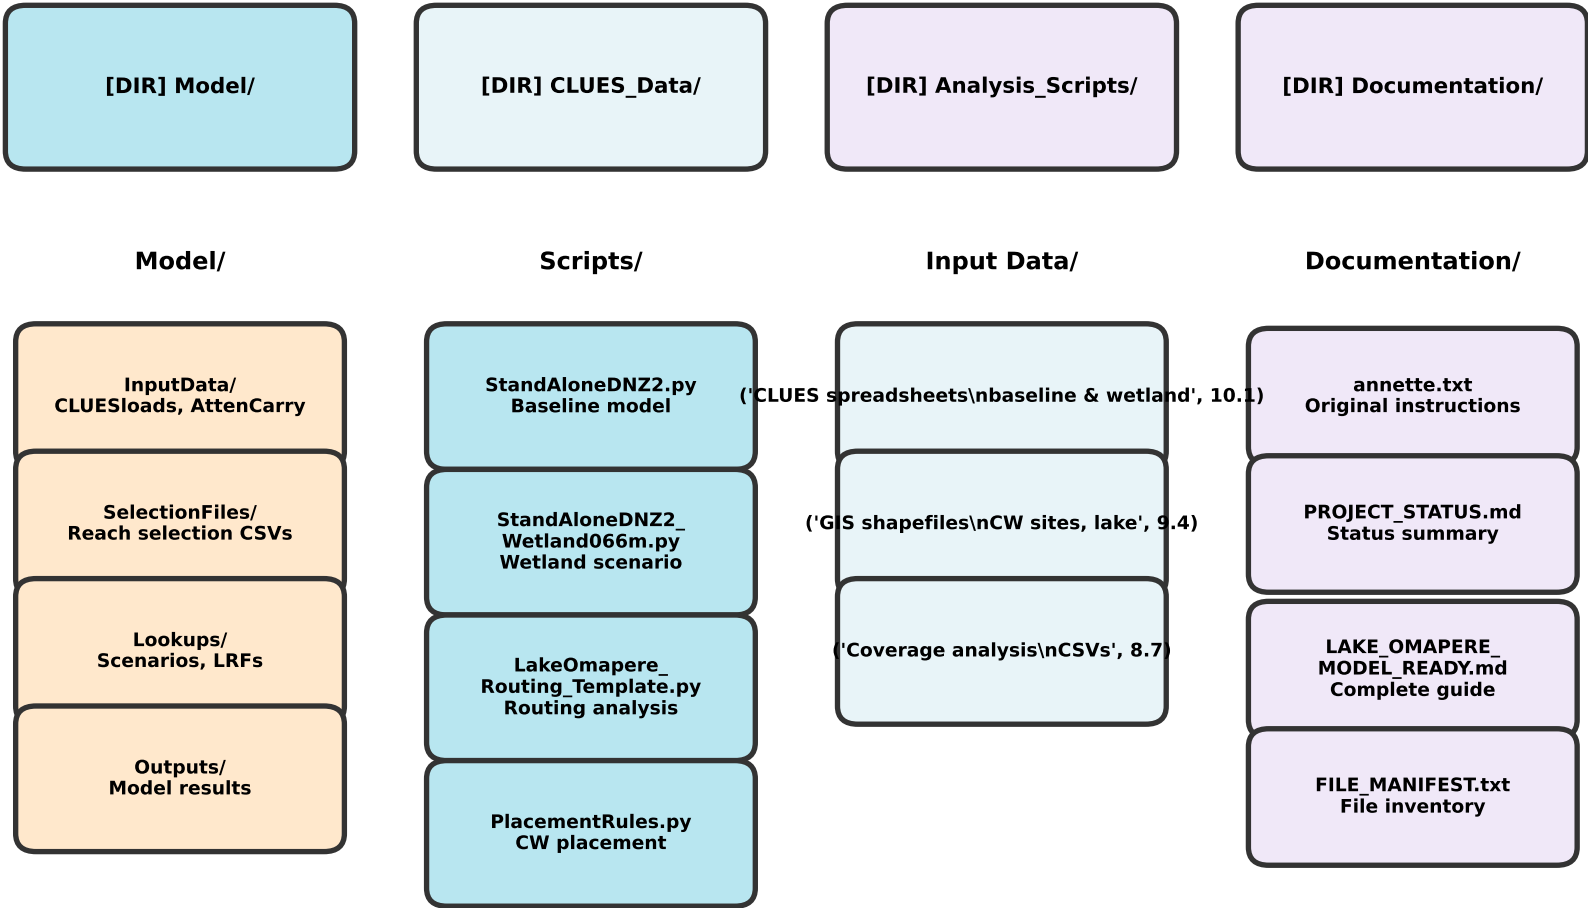 [DIR] Model/
[DIR] CLUES_Data/
[DIR] Analysis_Scripts/
[DIR] Documentation/
Model/
Scripts/
Input Data/
Documentation/
InputData/
CLUESloads, AttenCarry
SelectionFiles/
Reach selection CSVs
Lookups/
Scenarios, LRFs
Outputs/
Model results
StandAloneDNZ2.py
Baseline model
StandAloneDNZ2_
Wetland066m.py
Wetland scenario
LakeOmapere_
Routing_Template.py
Routing analysis
PlacementRules.py
CW placement
('CLUES spreadsheets\nbaseline & wetland', 10.1)
('GIS shapefiles\nCW sites, lake', 9.4)
('Coverage analysis\nCSVs', 8.7)
annette.txt
Original instructions
PROJECT_STATUS.md
Status summary
LAKE_OMAPERE_
MODEL_READY.md
Complete guide
FILE_MANIFEST.txt
File inventory